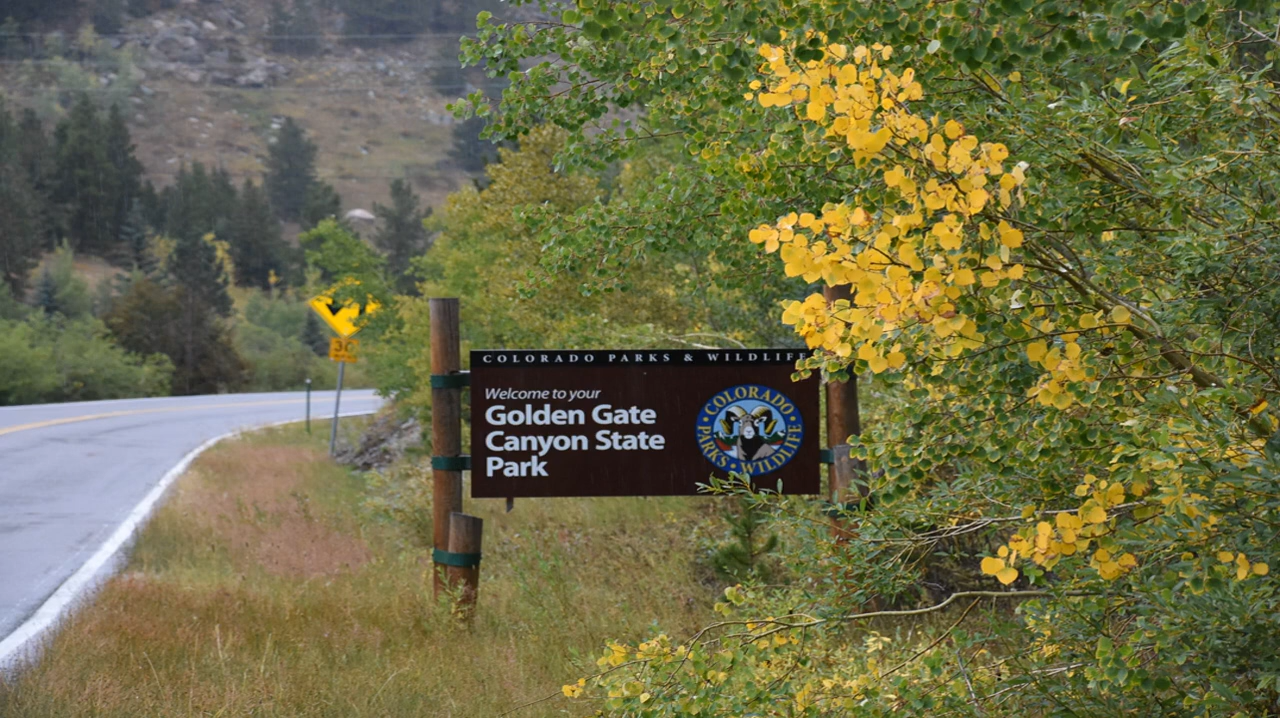 COLORADO PARKS & WILDLIFE
Welcome to your
Golden Gate
Canyon State
Park
COLORADO
PARKS • WILDLIFE
30